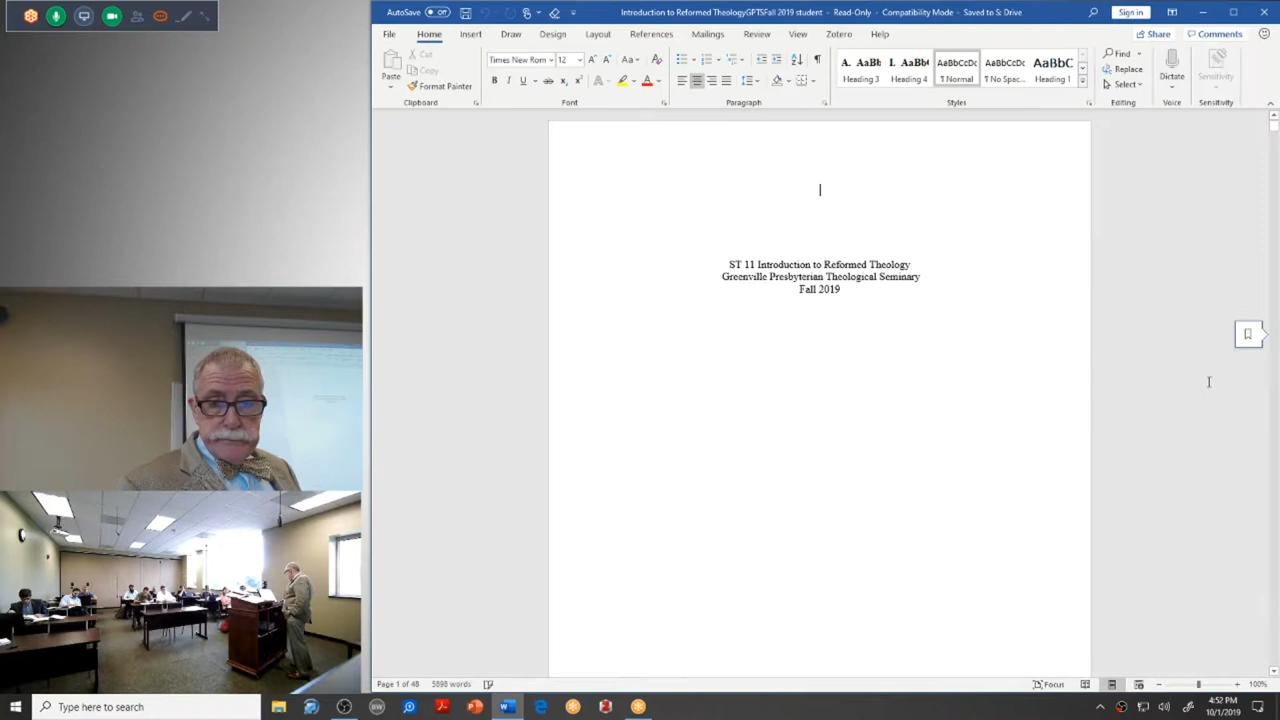 AutoSave Off Introduction to Reformed TheologyGPTSFall 2019 student - Read-Only - Compatibility Mode - Saved to S: Drive Sign in
File Home Insert Draw Design Layout References Mailings Review View Zotero Help Share Comments
Paste
Cut
Copy
Format Painter
Clipboard
Times New Rom 12
Font
Paragraph
A. AaBb I. AaBb( AaBbCcDc AaBbCcDc AaBbC
Heading 3 Heading 4 ¶ Normal ¶ No Spac... Heading 1
Styles
Find
Replace
Select
Editing
Dictate
Voice
Sensitivity
Sensitivity
ST 11 Introduction to Reformed Theology
Greenville Presbyterian Theological Seminary
Fall 2019
Page 1 of 48 5898 words Focus 100%
Type here to search BW 4:52 PM
10/1/2019